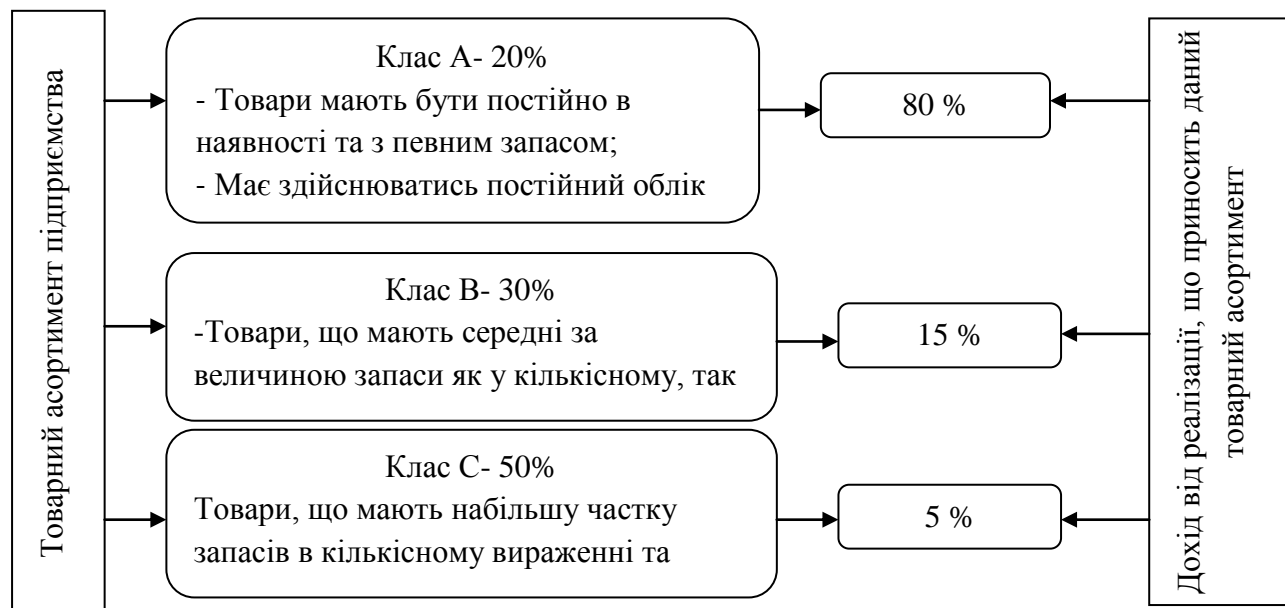 Товарний асортимент підприємства
Клас А- 20%
- Товари мають бути постійно в
наявності та з певним запасом;
- Має здійснюватись постійний облік
80 %
Клас В- 30%
-Товари, що мають середні за
величиною запаси як у кількісному, так
15 %
Клас С- 50%
Товари, що мають набільшу частку
запасів в кількісному вираженні та
5 %
Дохід від реалізації, що приносить даний
товарний асортимент